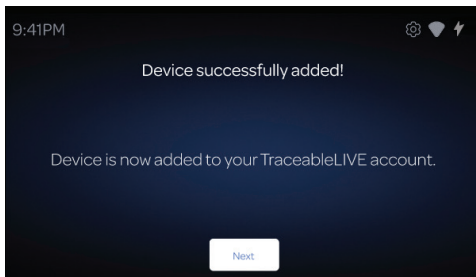 9:41PM
Device successfully added!
Device is now added to your TraceableLIVE account.
Next